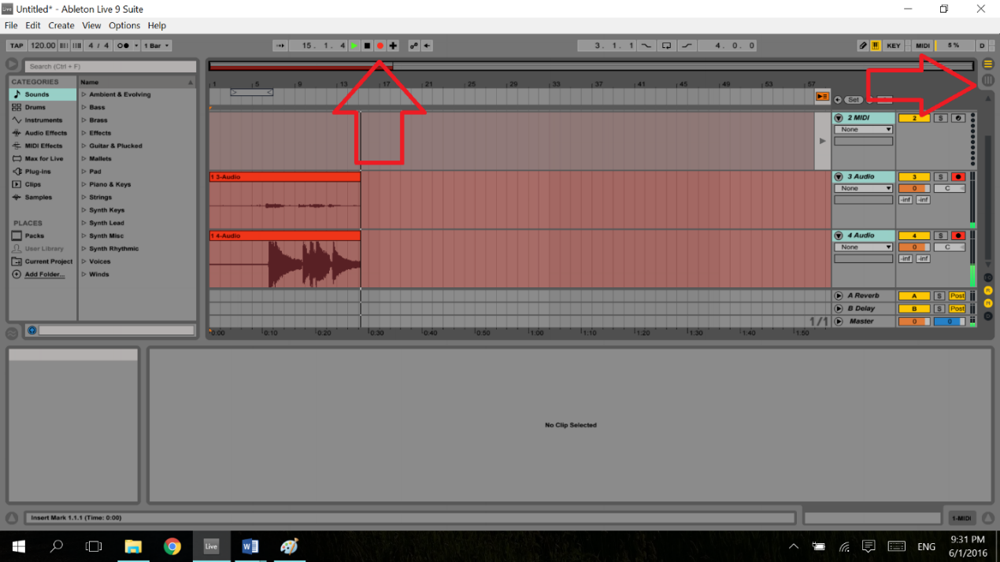 Live Untitled* - Ableton Live 9 Suite
File Edit Create View Options Help
TAP 120.00 4 / 4 1 Bar 15. 1. 4 3. 1. 1 4. 0. 0 KEY MIDI 5 % D
Search (Ctrl + F)
CATEGORIES
Sounds
Drums
Instruments
Audio Effects
MIDI Effects
Max for Live
Plug-ins
Clips
Samples
PLACES
Packs
User Library
Current Project
Add Folder...
Name
Ambient & Evolving
Bass
Brass
Effects
Guitar & Plucked
Mallets
Pad
Piano & Keys
Strings
Synth Keys
Synth Lead
Synth Misc
Synth Rhythmic
Voices
Winds
1 5 9 13 17 21 25 29 33 37 41 45 49 53 57
Set
2 MIDI 2 S
None
1 3-Audio
3 Audio 3 S
None 0 C
-inf -inf
1 4-Audio
4 Audio 4 S
None 0 C
-inf -inf
A Reverb A S Post
B Delay B S Post
1/1 Master 0 0
0:00 0:10 0:20 0:30 0:40 0:50 1:00 1:10 1:20 1:30 1:40 1:50
R
R
D
No Clip Selected
Insert Mark 1.1.1 (Time: 0:00)
1-MIDI
Live
ENG
9:31 PM
6/1/2016